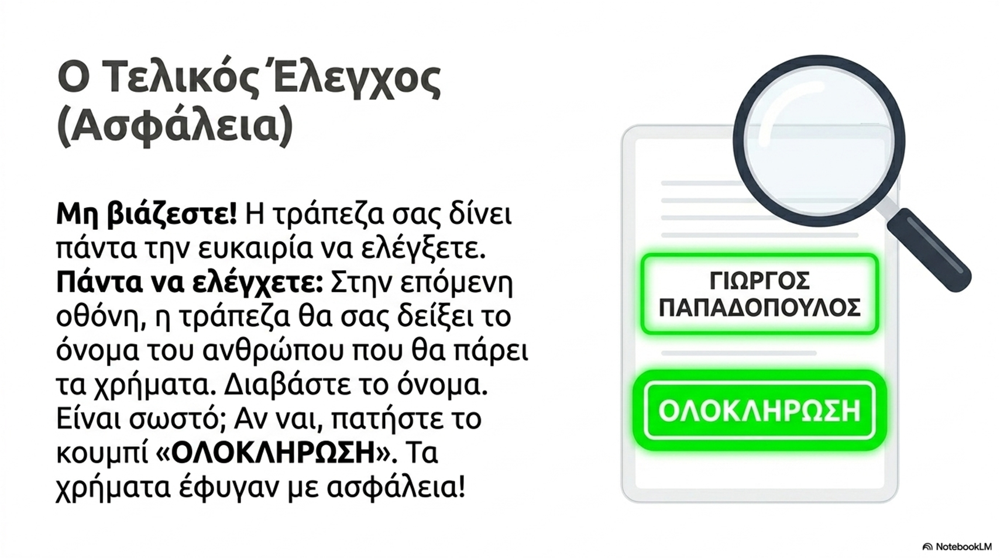 Ο Τελικός Έλεγχος
(Ασφάλεια)
Μη βιάζεστε! Η τράπεζα σας δίνει
πάντα την ευκαιρία να ελέγξετε.
Πάντα να ελέγχετε: Στην επόμενη
οθόνη, η τράπεζα θα σας δείξει το
όνομα του ανθρώπου που θα πάρει
τα χρήματα. Διαβάστε το όνομα.
Είναι σωστό; Αν ναι, πατήστε το
κουμπί «ΟΛΟΚΛΗΡΩΣΗ». Τα
χρήματα έφυγαν με ασφάλεια!
ΓΙΩΡΓΟΣ
ΠΑΠΑΔΟΠΟΥΛΟΣ
ΟΛΟΚΛΗΡΩΣΗ
NotebookLM